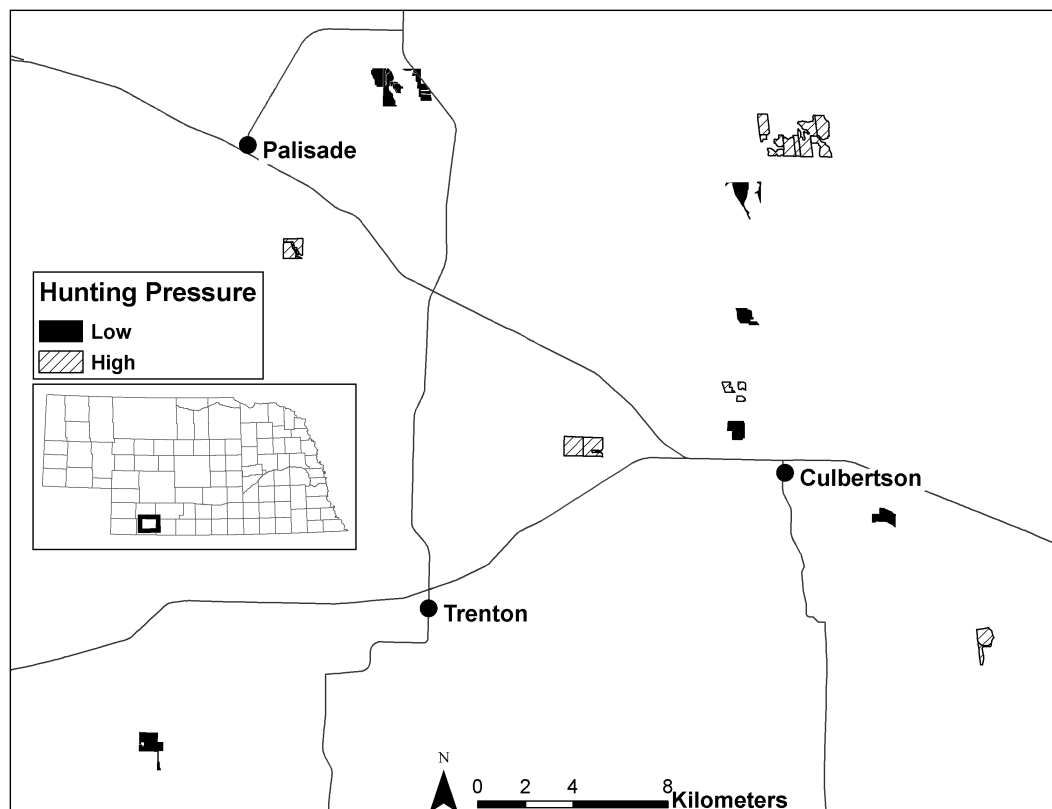 Palisade
Hunting Pressure
Low
High
Culbertson
Trenton
N
0 2 4 8
Kilometers